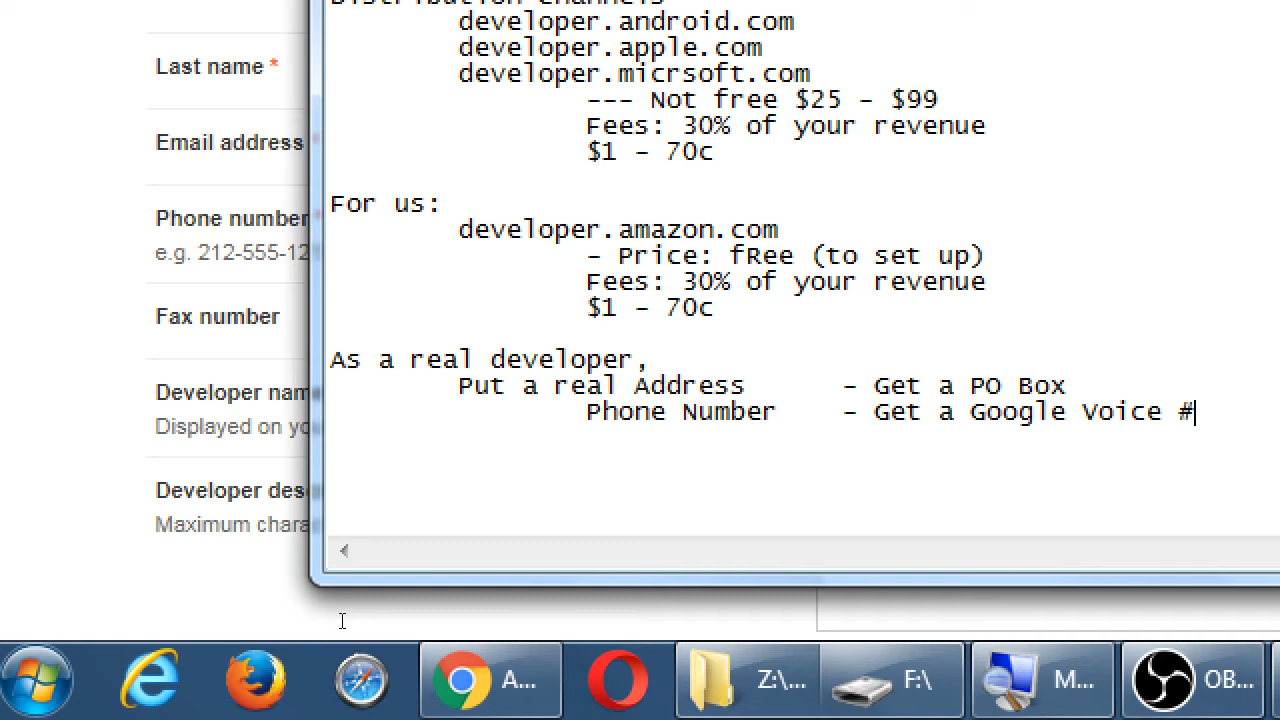 Distribution channels
developer.android.com
developer.apple.com
developer.micrsoft.com
--- Not free $25 - $99
Fees: 30% of your revenue
$1 - 70c
For us:
developer.amazon.com
- Price: fRee (to set up)
Fees: 30% of your revenue
$1 - 70c
As a real developer,
Put a real Address - Get a PO Box
Phone Number - Get a Google Voice #
Last name *
Email address
Phone number
e.g. 212-555-12
Fax number
Developer nam
Displayed on yo
Developer des
Maximum chara
A...
Z:\...
F:\
M...
OB...